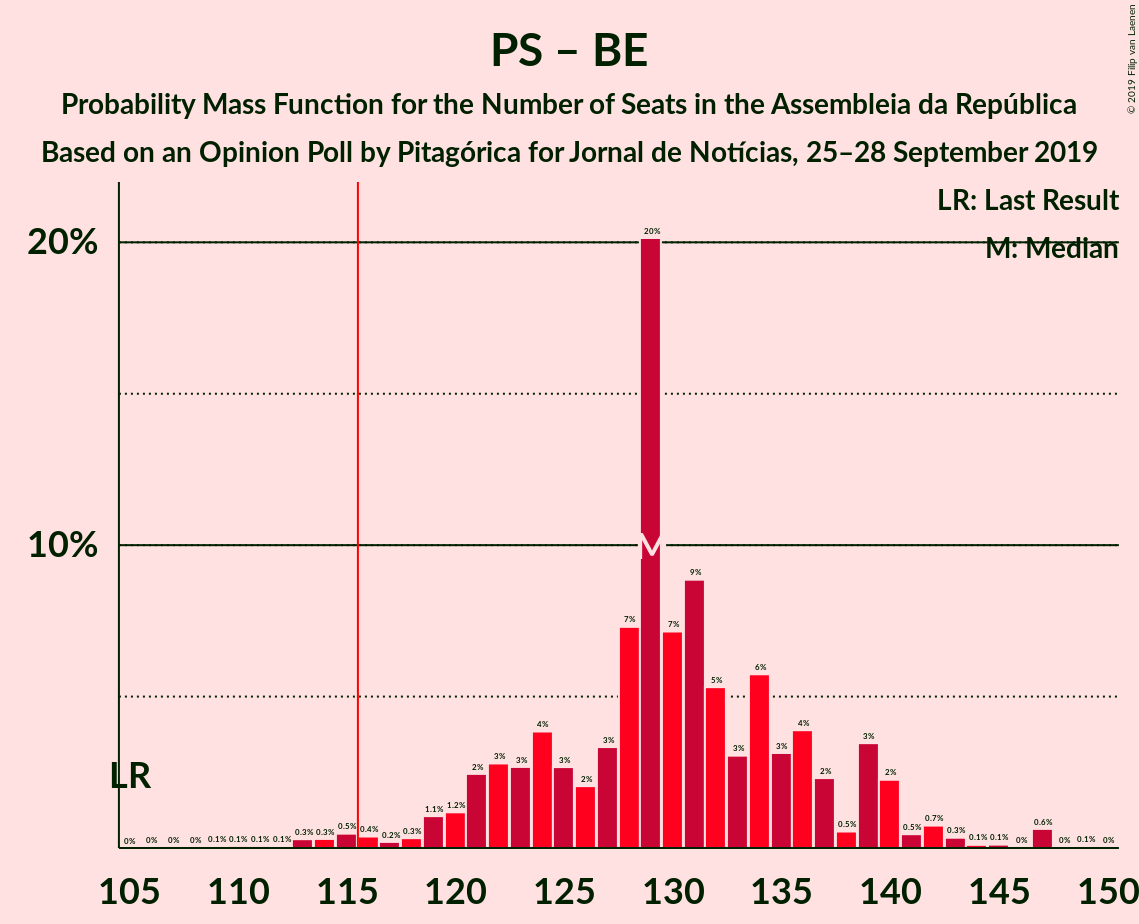 PS – BE
Probability Mass Function for the Number of Seats in the Assembleia da República
Based on an Opinion Poll by Pitagórica for Jornal de Notícias, 25–28 September 2019
© 2019 Filip van Laenen
LR: Last Result
M: Median
20%
10%
LR
M
0% 0% 0% 0% 0.1% 0.1% 0.1% 0.1% 0.3% 0.3% 0.5% 0.4% 0.2% 0.3% 1.1% 1.2% 2% 3% 3% 4% 3% 2% 3% 7% 20% 7% 9% 5% 3% 6% 3% 4% 2% 0.5% 3% 2% 0.5% 0.7% 0.3% 0.1% 0.1% 0% 0.6% 0% 0.1% 0%
105 110 115 120 125 130 135 140 145 150